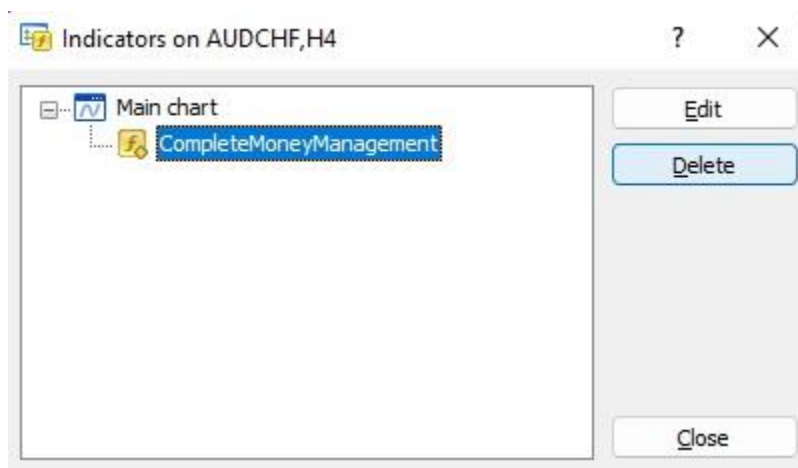 Indicators on AUDCHF,H4
?
Main chart
CompleteMoneyManagement
Edit
Delete
Close